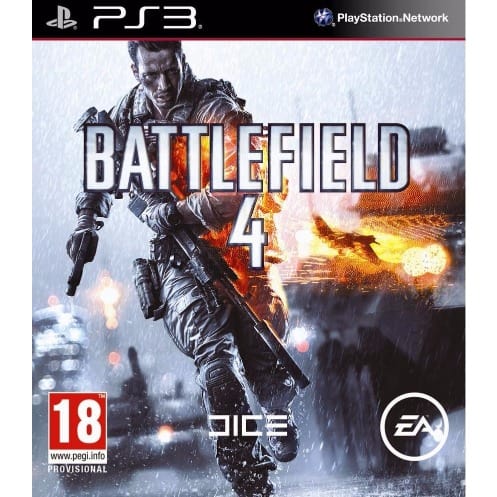 PS3
PlayStation®Network
BATTLEFIELD
4
18
www.pegi.info
PROVISIONAL
DICE
EA